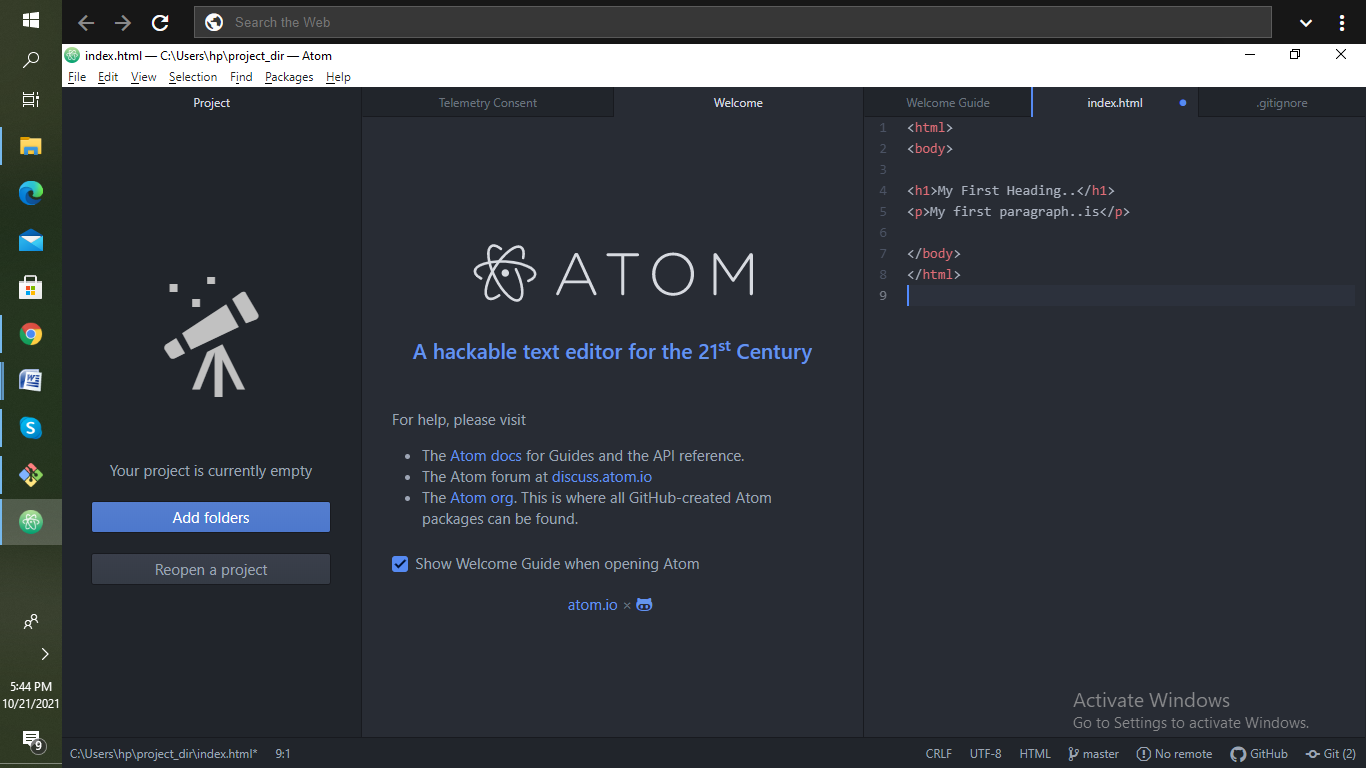 Search the Web
index.html — C:\Users\hp\project_dir — Atom
File Edit View Selection Find Packages Help
Project
Telemetry Consent
Welcome
Welcome Guide
index.html
.gitignore
Your project is currently empty
Add folders
Reopen a project
ATOM
A hackable text editor for the 21st Century
For help, please visit
The Atom docs for Guides and the API reference.
The Atom forum at discuss.atom.io
The Atom org. This is where all GitHub-created Atom
packages can be found.
Show Welcome Guide when opening Atom
atom.io ×
1 <html>
2 <body>
3
4 <h1>My First Heading..</h1>
5 <p>My first paragraph..is</p>
6
7 </body>
8 </html>
9
Activate Windows
Go to Settings to activate Windows.
W
S
5:44 PM
10/21/2021
9
C:\Users\hp\project_dir\index.html* 9:1
CRLF UTF-8 HTML master No remote GitHub Git (2)